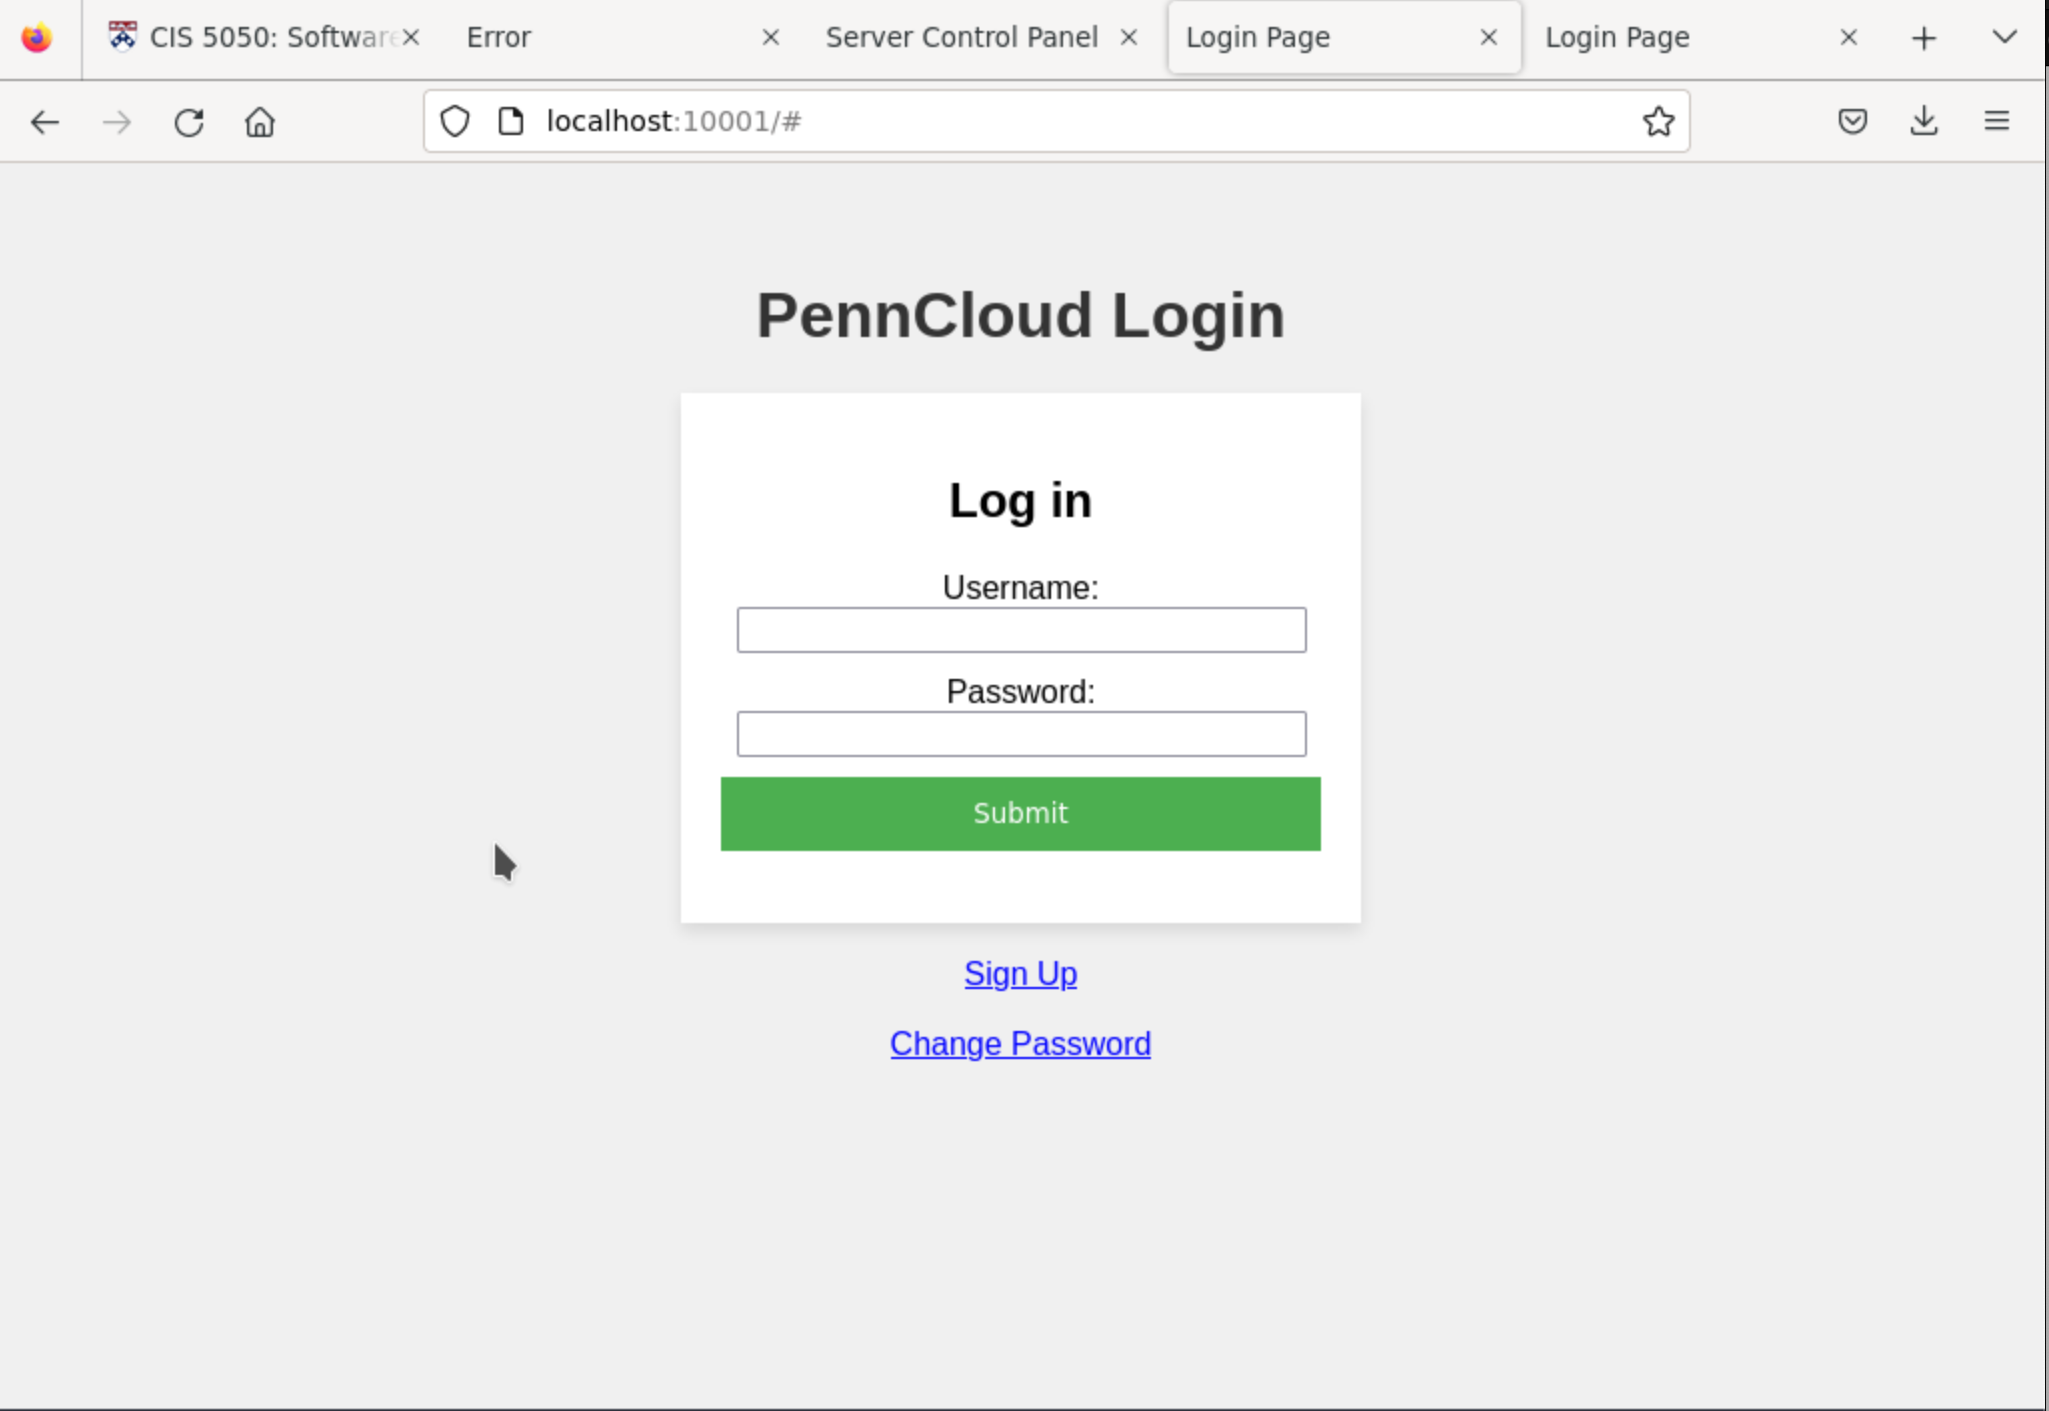 CIS 5050: Software
Error
Server Control Panel
Login Page
Login Page
localhost:10001/#
PennCloud Login
Log in
Username:
Password:
Submit
Sign Up
Change Password